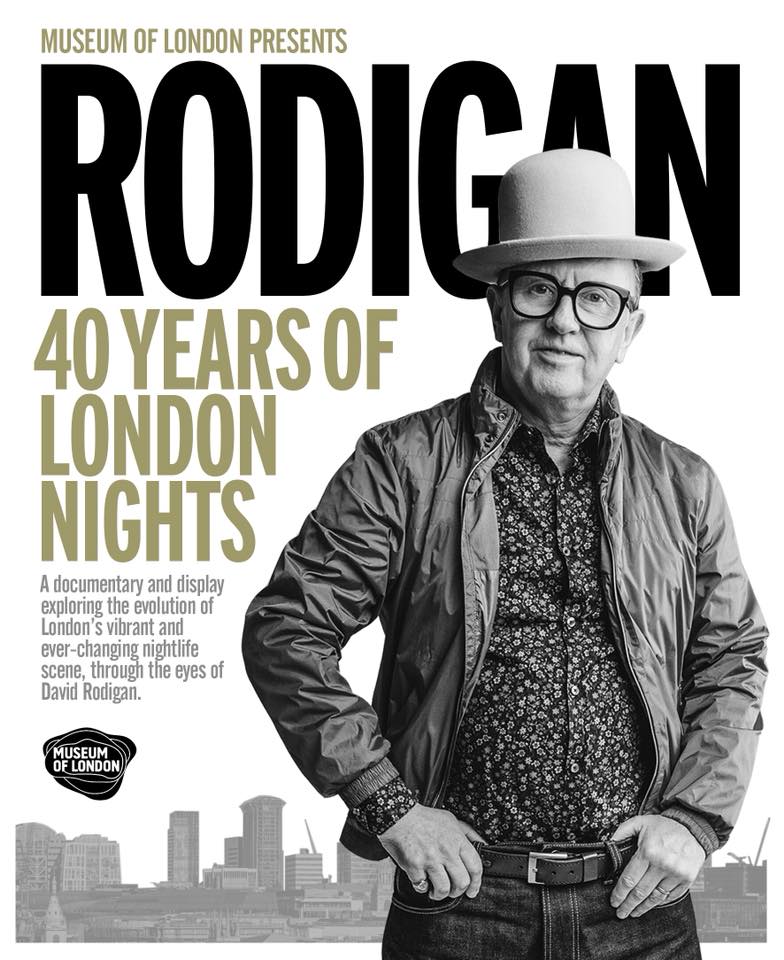 MUSEUM OF LONDON PRESENTS
RODIGAN
40 YEARS OF
LONDON
NIGHTS
A documentary and display
exploring the evolution of
London's vibrant and
ever-changing nightlife
scene, through the eyes of
David Rodigan.
MUSEUM
OF LONDON